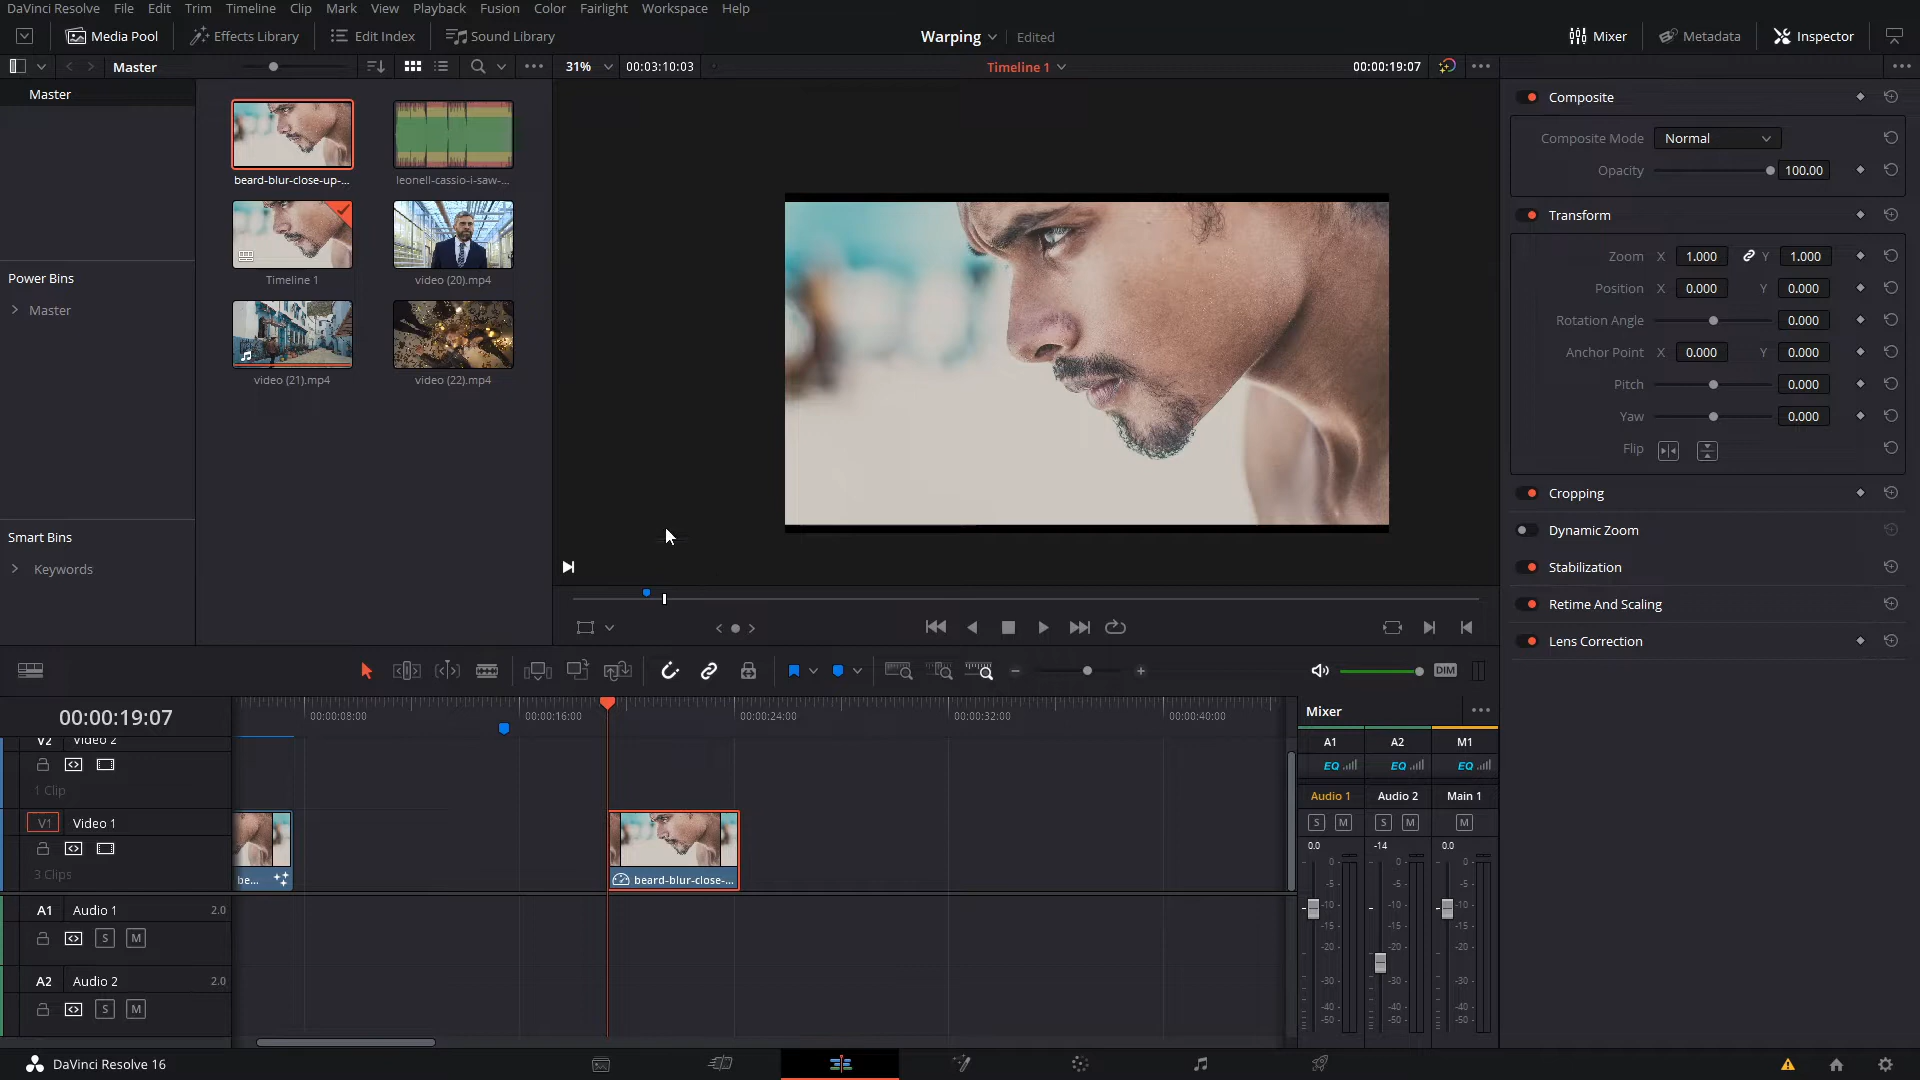 DaVinci Resolve File Edit Trim Timeline Clip Mark View Playback Fusion Color Fairlight Workspace Help
Media Pool Effects Library Edit Index Sound Library Warping Edited Mixer Metadata Inspector
Master 31% 00:03:10:03 Timeline 1 00:00:19:07
Master
Power Bins
Master
Smart Bins
Keywords
beard-blur-close-up-...
leonell-cassio-i-saw-...
Timeline 1
video (20).mp4
video (21).mp4
video (22).mp4
Composite
Composite Mode Normal
Opacity 100.00
Transform
Zoom X 1.000 Y 1.000
Position X 0.000 Y 0.000
Rotation Angle 0.000
Anchor Point X 0.000 Y 0.000
Pitch 0.000
Yaw 0.000
Flip
Cropping
Dynamic Zoom
Stabilization
Retime And Scaling
Lens Correction
DIM
00:00:19:07
00:00:08:00 00:00:16:00 00:00:24:00 00:00:32:00 00:00:40:00
V2 Video 2
1 Clip
V1 Video 1
3 Clips
be...
beard-blur-close-...
A1 Audio 1 2.0
S M
A2 Audio 2 2.0
S M
Mixer
A1 A2 M1
EQ EQ EQ
Audio 1 Audio 2 Main 1
S M S M M
0.0 -14 0.0
0 0 0
-5 -5 -5
-10 -10 -10
-15 -15 -15
-20 -20 -20
-30 -30 -30
-40 -40 -40
-50 -50 -50
DaVinci Resolve 16